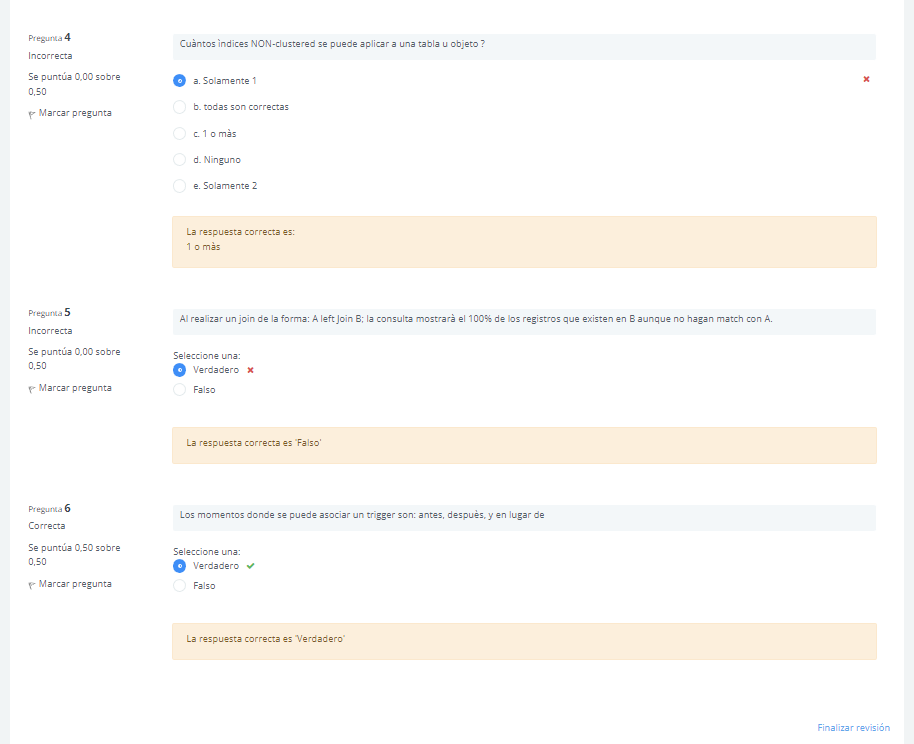 Pregunta 4
Incorrecta
Se puntúa 0,00 sobre
0,50
Marcar pregunta
Cuàntos ìndices NON-clustered se puede aplicar a una tabla u objeto ?
a. Solamente 1
b. todas son correctas
c. 1 o màs
d. Ninguno
e. Solamente 2
La respuesta correcta es:
1 o màs
Pregunta 5
Incorrecta
Se puntúa 0,00 sobre
0,50
Marcar pregunta
Al realizar un join de la forma: A left Join B; la consulta mostrarà el 100% de los registros que existen en B aunque no hagan match con A.
Seleccione una:
Verdadero
Falso
La respuesta correcta es 'Falso'
Pregunta 6
Correcta
Se puntúa 0,50 sobre
0,50
Marcar pregunta
Los momentos donde se puede asociar un trigger son: antes, despuès, y en lugar de
Seleccione una:
Verdadero
Falso
La respuesta correcta es 'Verdadero'
Finalizar revisión